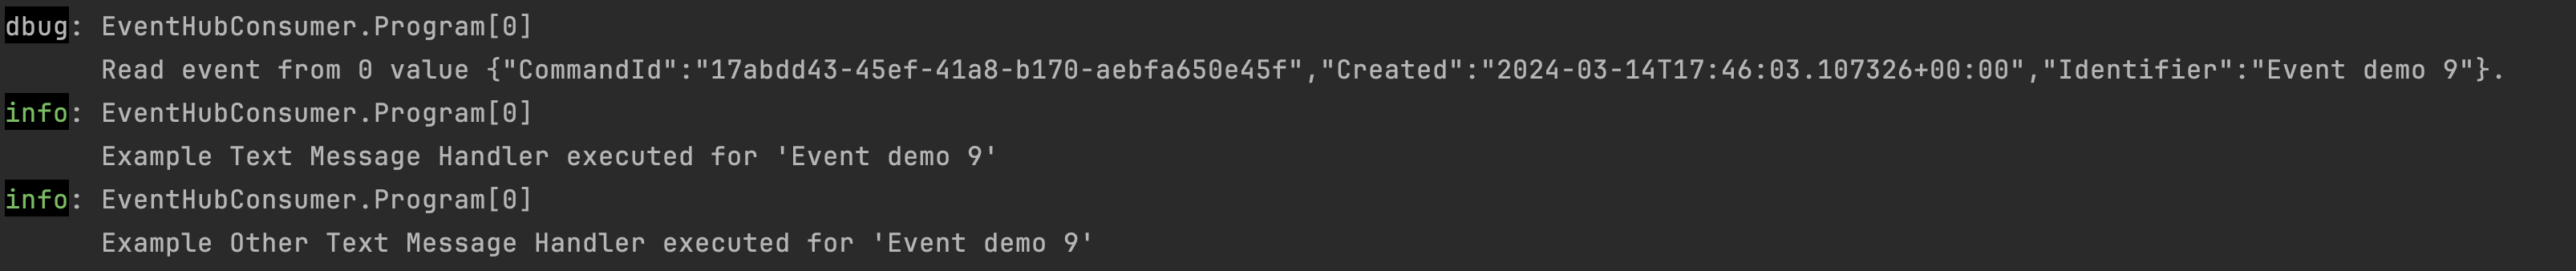 dbug: EventHubConsumer.Program[0]
Read event from 0 value {"CommandId":"17abdd43-45ef-41a8-b170-aebfa650e45f","Created":"2024-03-14T17:46:03.107326+00:00","Identifier":"Event demo 9"}.
info: EventHubConsumer.Program[0]
Example Text Message Handler executed for 'Event demo 9'
info: EventHubConsumer.Program[0]
Example Other Text Message Handler executed for 'Event demo 9'